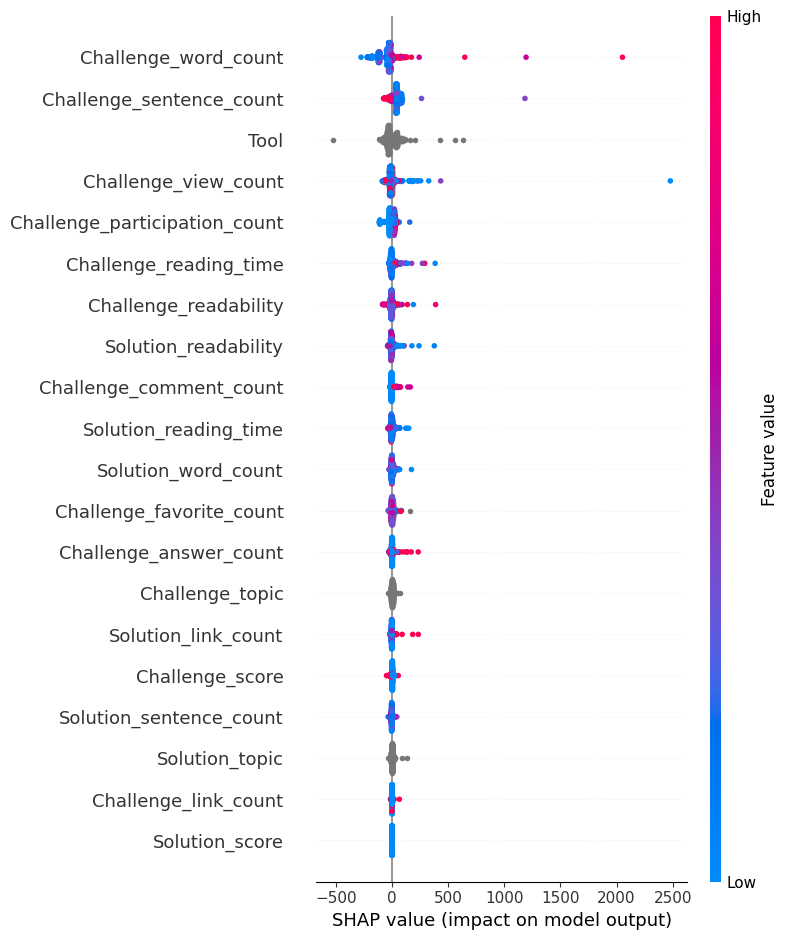 High
Challenge_word_count
Challenge_sentence_count
Tool
Challenge_view_count
Challenge_participation_count
Challenge_reading_time
Challenge_readability
Solution_readability
Challenge_comment_count
Solution_reading_time
Solution_word_count
Challenge_favorite_count
Challenge_answer_count
Challenge_topic
Solution_link_count
Challenge_score
Solution_sentence_count
Solution_topic
Challenge_link_count
Solution_score
Feature value
Low
−500 0 500 1000 1500 2000 2500
SHAP value (impact on model output)